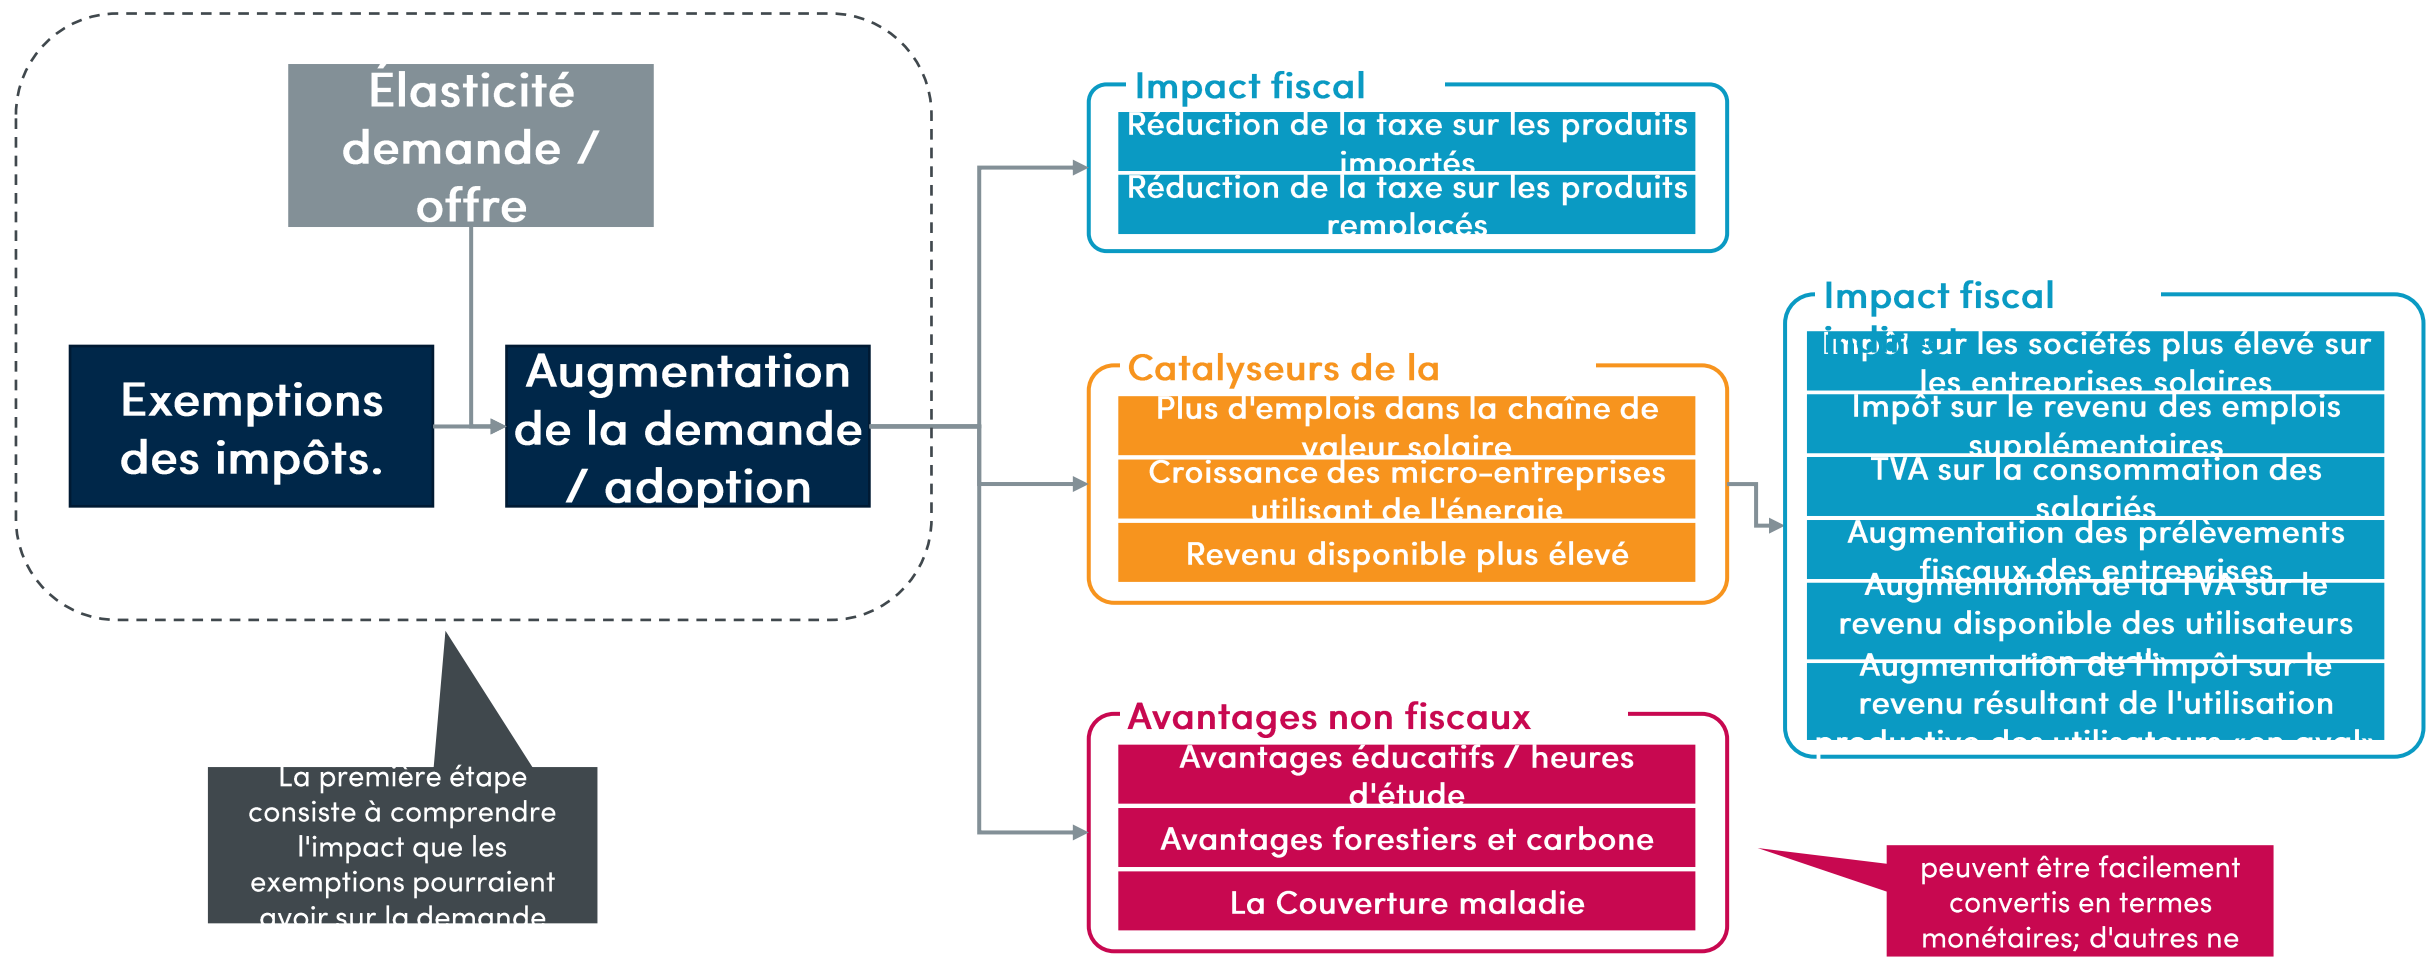 Élasticité
demande /
offre
Exemptions
des impôts.
Augmentation
de la demande
/ adoption
La première étape
consiste à comprendre
l'impact que les
exemptions pourraient
avoir sur la demande
Impact fiscal
Réduction de la taxe sur les produits
importés
Réduction de la taxe sur les produits
remplacés
Catalyseurs de la
Plus d'emplois dans la chaîne de
valeur solaire
Croissance des micro-entreprises
utilisant de l'énergie
Revenu disponible plus élevé
Avantages non fiscaux
Avantages éducatifs / heures
d'étude
Avantages forestiers et carbone
La Couverture maladie
Impact fiscal
Impôt sur les sociétés plus élevé sur
les entreprises solaires
Impôt sur le revenu des emplois
supplémentaires
TVA sur la consommation des
salariés
Augmentation des prélèvements
fiscaux des entreprises
Augmentation de la TVA sur le
revenu disponible des utilisateurs
Augmentation de l'impôt sur le
revenu résultant de l'utilisation
productive des utilisateurs «en aval»
peuvent être facilement
convertis en termes
monétaires; d'autres ne